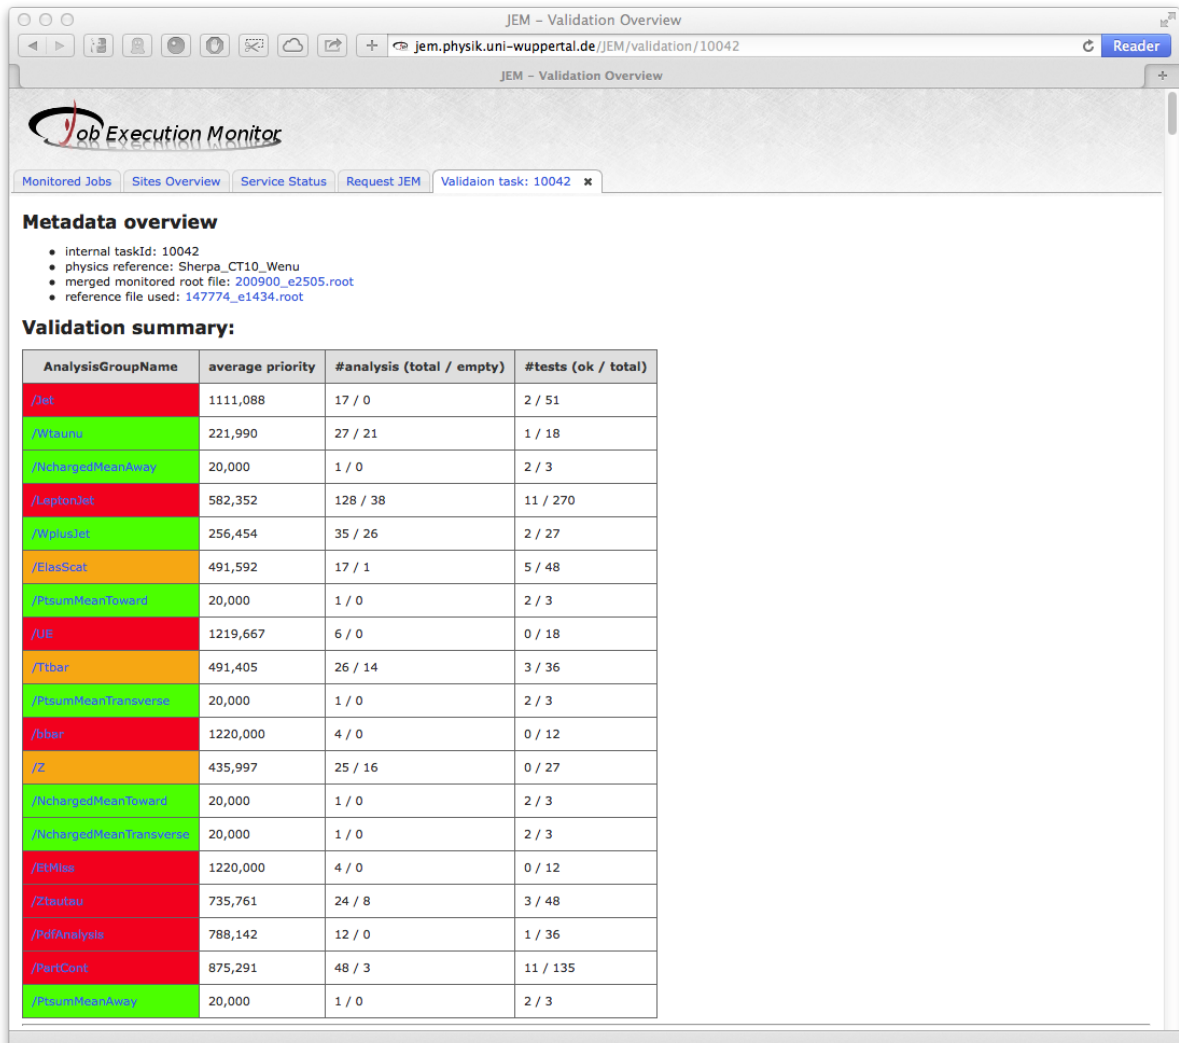 JEM – Validation Overview
jem.physik.uni-wuppertal.de/JEM/validation/10042 Reader
JEM – Validation Overview
Job Execution Monitor
Monitored Jobs Sites Overview Service Status Request JEM Validaion task: 10042
Metadata overview
internal taskId: 10042
physics reference: Sherpa_CT10_Wenu
merged monitored root file: 200900_e2505.root
reference file used: 147774_e1434.root
Validation summary:
AnalysisGroupName average priority #analysis (total / empty) #tests (ok / total)
/Jet 1111,088 17 / 0 2 / 51
/Wtaunu 221,990 27 / 21 1 / 18
/NchargedMeanAway 20,000 1 / 0 2 / 3
/LeptonJet 582,352 128 / 38 11 / 270
/WplusJet 256,454 35 / 26 2 / 27
/ElasScat 491,592 17 / 1 5 / 48
/PtsumMeanToward 20,000 1 / 0 2 / 3
/UE 1219,667 6 / 0 0 / 18
/Ttbar 491,405 26 / 14 3 / 36
/PtsumMeanTransverse 20,000 1 / 0 2 / 3
/bbar 1220,000 4 / 0 0 / 12
/Z 435,997 25 / 16 0 / 27
/NchargedMeanToward 20,000 1 / 0 2 / 3
/NchargedMeanTransverse 20,000 1 / 0 2 / 3
/EtMiss 1220,000 4 / 0 0 / 12
/Ztautau 735,761 24 / 8 3 / 48
/PdfAnalysis 788,142 12 / 0 1 / 36
/PartCont 875,291 48 / 3 11 / 135
/PtsumMeanAway 20,000 1 / 0 2 / 3